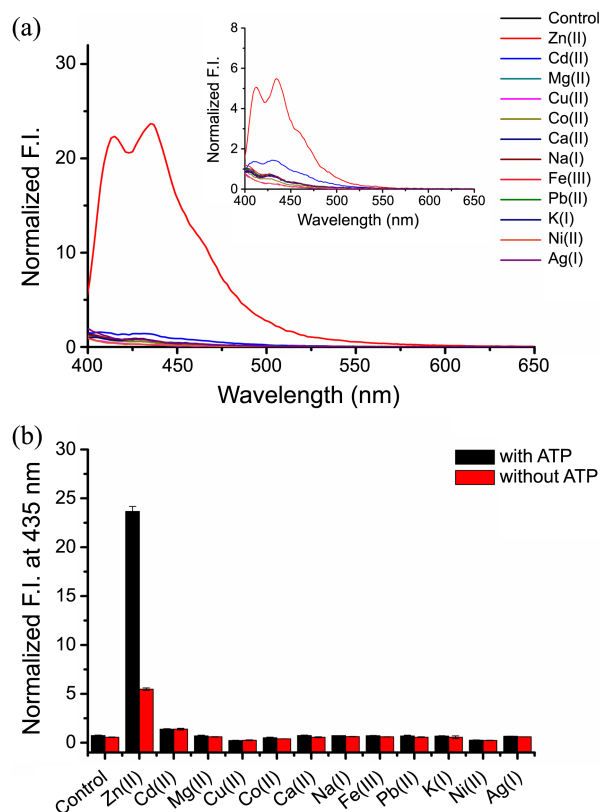 (a)
Normalized F.I.
30
20
10
0
400 450 500 550 600 650
Wavelength (nm)
Normalized F.I.
8
6
4
2
0
400 450 500 550 600 650
Wavelength (nm)
Control
Zn(II)
Cd(II)
Mg(II)
Cu(II)
Co(II)
Ca(II)
Na(I)
Fe(III)
Pb(II)
K(I)
Ni(II)
Ag(I)
(b)
Normalized F.I. at 435 nm
30
25
20
15
10
5
0
with ATP
without ATP
Control
Zn(II)
Cd(II)
Mg(II)
Cu(II)
Co(II)
Ca(II)
Na(I)
Fe(III)
Pb(II)
K(I)
Ni(II)
Ag(I)